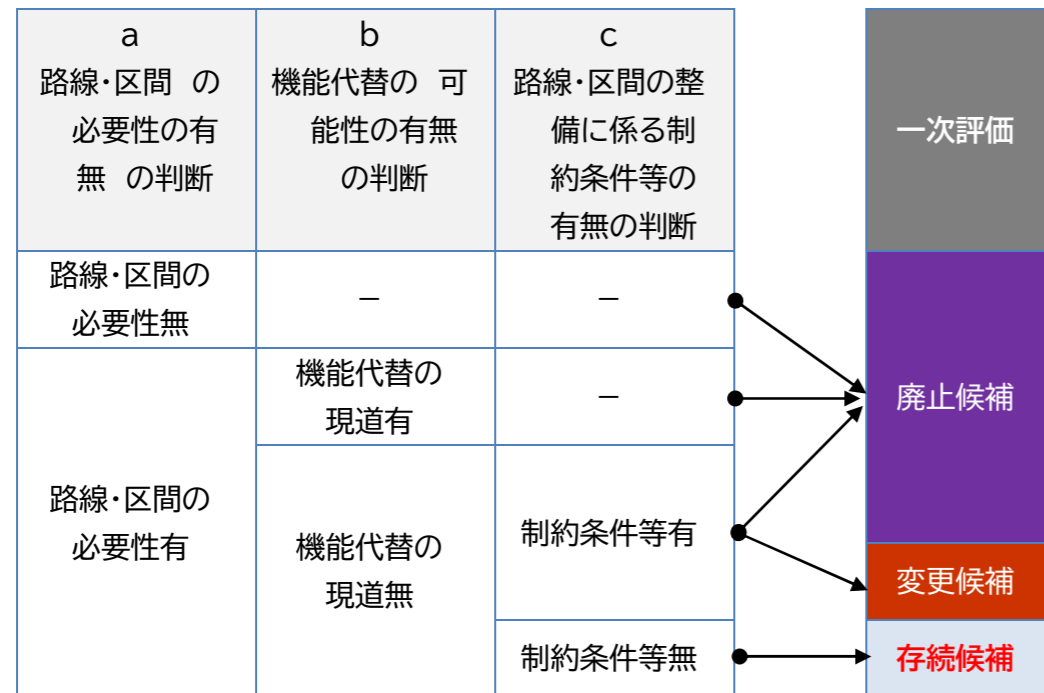 a
路線・区間 の
必要性の有
無 の判断
b
機能代替の 可
能性の有無
の判断
c
路線・区間の整
備に係る制
約条件等の
有無の判断
一次評価
路線・区間の
必要性無
－
－
路線・区間の
必要性有
機能代替の
現道有
－
機能代替の
現道無
制約条件等有
制約条件等無
廃止候補
変更候補
存続候補